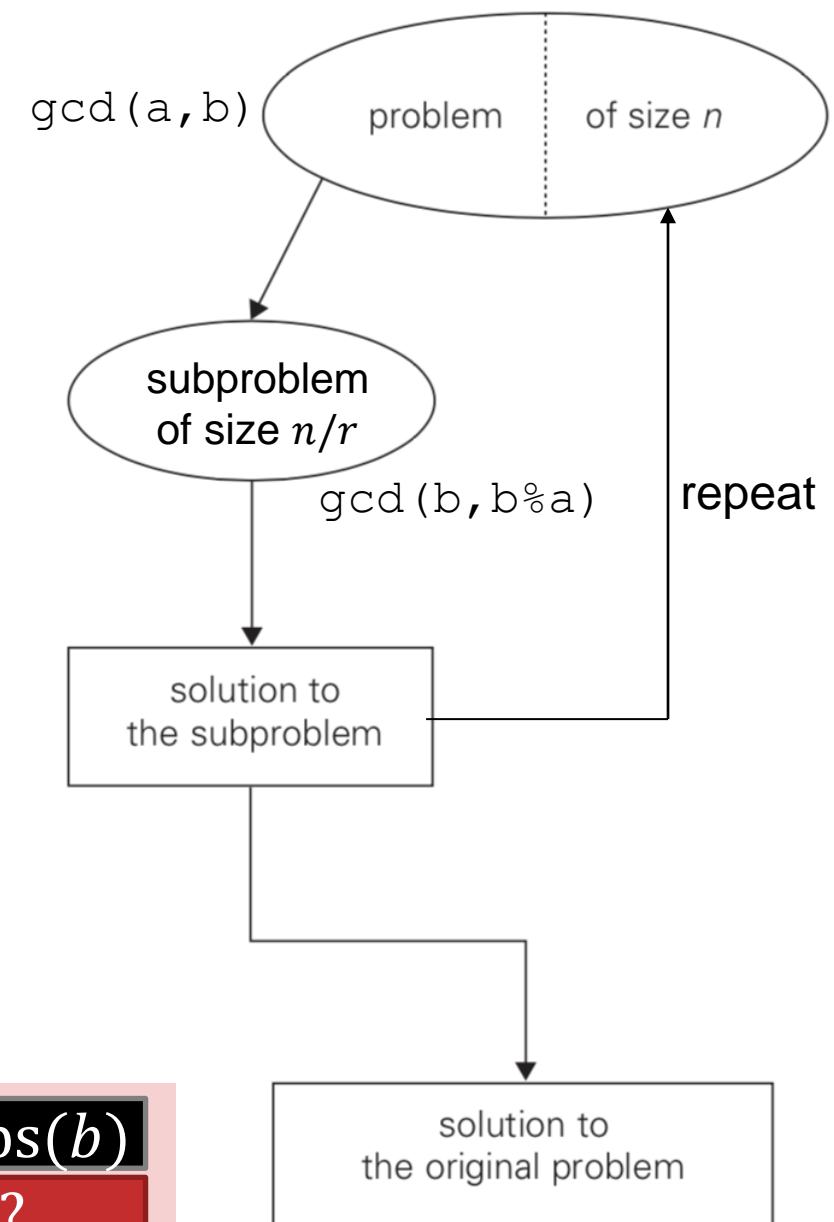 gcd(a,b)
problem of size n
subproblem
of size n/r
gcd(b,b%a)
repeat
solution to
the subproblem
solution to
the original problem
(b)
?